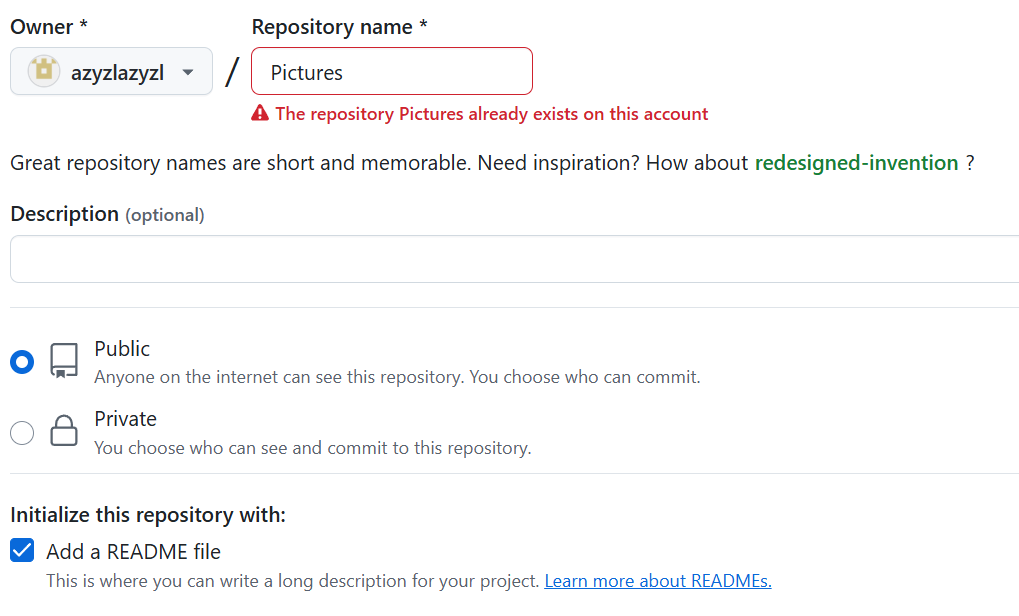 Owner * Repository name *
azyzlazyzl / Pictures
The repository Pictures already exists on this account
Great repository names are short and memorable. Need inspiration? How about redesigned-invention ?
Description (optional)
Public
Anyone on the internet can see this repository. You choose who can commit.
Private
You choose who can see and commit to this repository.
Initialize this repository with:
Add a README file
This is where you can write a long description for your project. Learn more about READMEs.